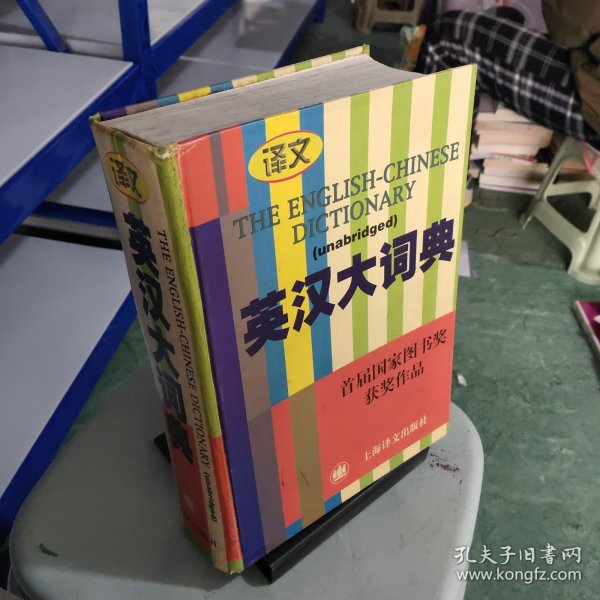 译文
THE ENGLISH-CHINESE
DICTIONARY
(unabridged)
英汉大词典
首届国家图书奖
获奖作品
上海译文出版社
译文
英汉大词典
THE ENGLISH-CHINESE DICTIONARY (unabridged)
孔夫子旧书网
www.kongfz.com